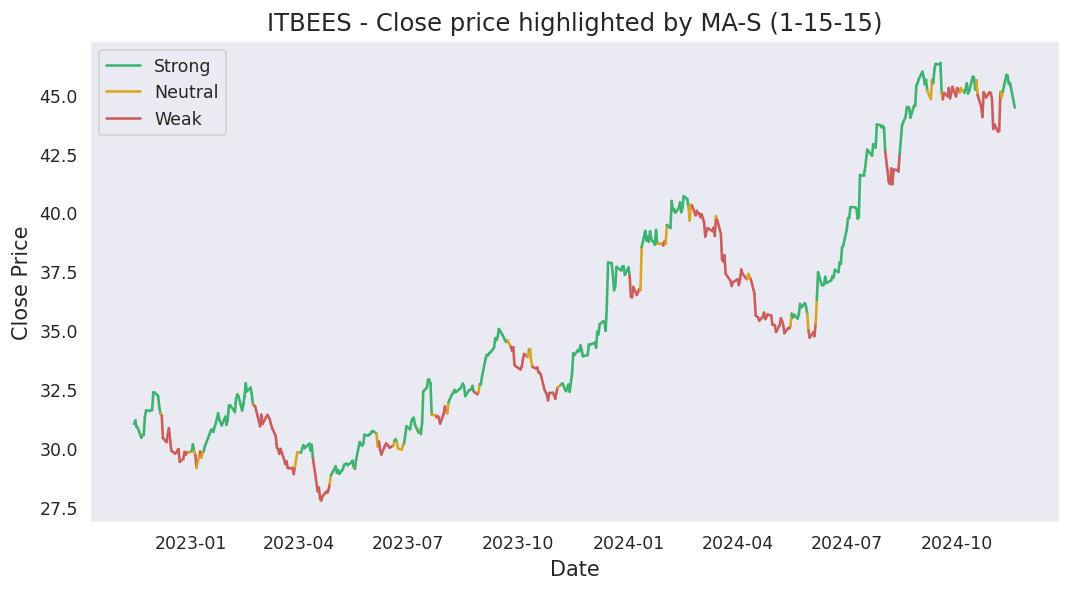 ITBEES - Close price highlighted by MA-S (1-15-15)
Strong
Neutral
Weak
45.0
42.5
40.0
37.5
35.0
32.5
30.0
27.5
Close Price
2023-01 2023-04 2023-07 2023-10 2024-01 2024-04 2024-07 2024-10
Date